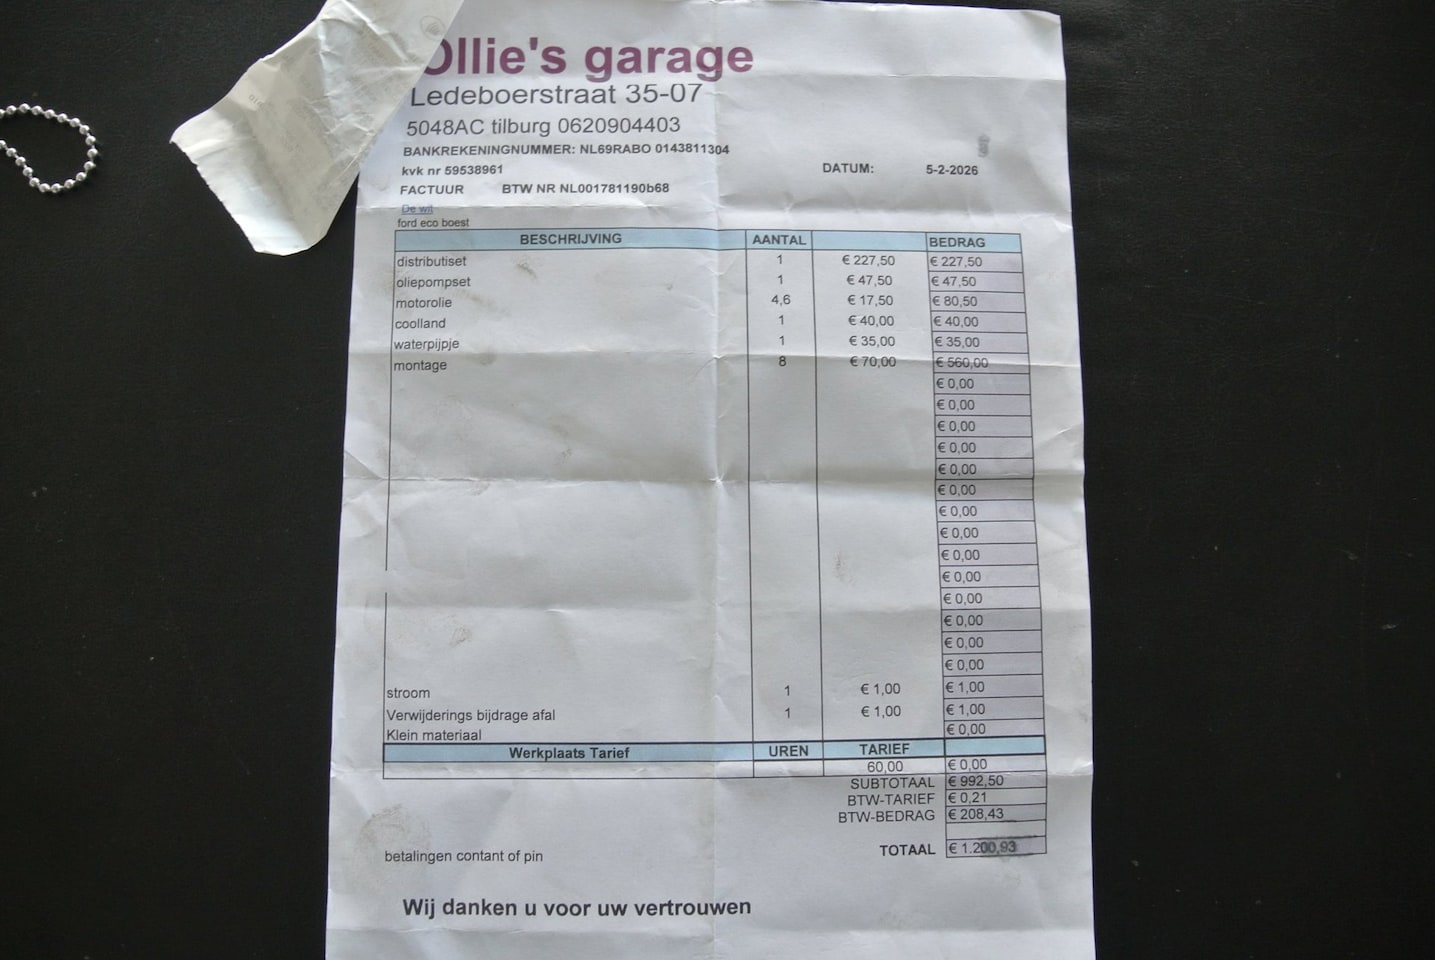 Ollie's garage
Ledeboerstraat 35-07
5048AC tilburg 0620904403
BANKREKENINGNUMMER: NL69RABO 0143811304
kvk nr 59538961
DATUM: 5-2-2026
FACTUUR BTW NR NL001781190b68
De wit
ford eco boest
BESCHRIJVING AANTAL BEDRAG
distributiset 1 € 227,50 € 227,50
oliepompset 1 € 47,50 € 47,50
motorolie 4,6 € 17,50 € 80,50
coolland 1 € 40,00 € 40,00
waterpijpje 1 € 35,00 € 35,00
montage 8 € 70,00 € 560,00
€ 0,00
€ 0,00
€ 0,00
€ 0,00
€ 0,00
€ 0,00
€ 0,00
€ 0,00
€ 0,00
€ 0,00
€ 0,00
€ 0,00
€ 0,00
€ 0,00
stroom 1 € 1,00 € 1,00
Verwijderings bijdrage afal 1 € 1,00 € 1,00
Klein materiaal € 0,00
Werkplaats Tarief UREN TARIEF
60,00 € 0,00
SUBTOTAAL € 992,50
BTW-TARIEF € 0,21
BTW-BEDRAG € 208,43
betalingen contant of pin TOTAAL € 1.200,93
Wij danken u voor uw vertrouwen